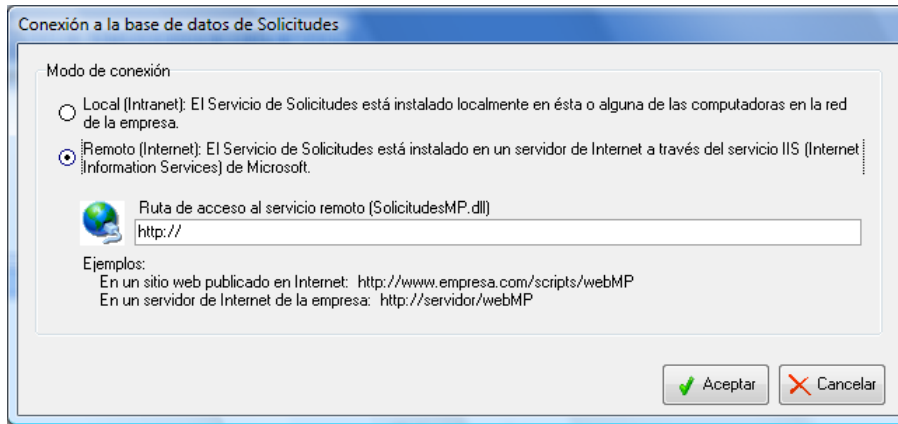 Conexión a la base de datos de Solicitudes
Modo de conexión
Local (Intranet): El Servicio de Solicitudes está instalado localmente en ésta o alguna de las computadoras en la red
de la empresa.
Remoto (Internet): El Servicio de Solicitudes está instalado en un servidor de Internet a través del servicio IIS (Internet
Information Services) de Microsoft.
Ruta de acceso al servicio remoto (SolicitudesMP.dll)
http://
Ejemplos:
En un sitio web publicado en Internet: http://www.empresa.com/scripts/webMP
En un servidor de Internet de la empresa: http://servidor/webMP
Aceptar
Cancelar